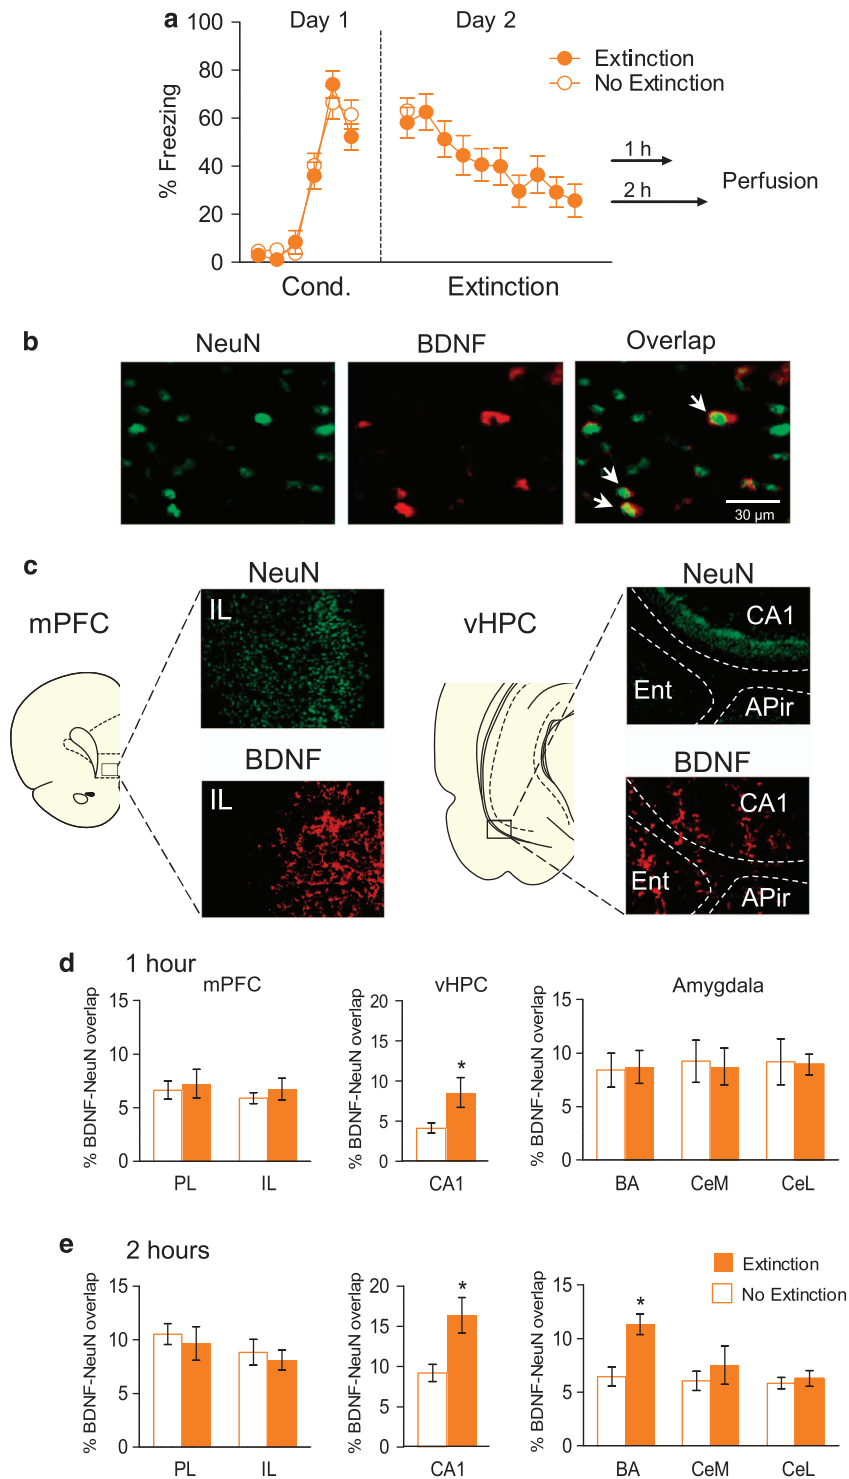 a Day 1 Day 2
100
80
60
40
20
0
% Freezing
Extinction
No Extinction
1 h
2 h
Perfusion
Cond. Extinction
b NeuN BDNF Overlap
30 μm
c NeuN NeuN
mPFC IL vHPC CA1
Ent APir
BDNF BDNF
IL CA1
Ent APir
d 1 hour
mPFC vHPC Amygdala
% BDNF-NeuN overlap
15
10
5
0
PL IL
% BDNF-NeuN overlap
20
15
10
5
0
*
CA1
% BDNF-NeuN overlap
15
10
5
0
BA CeM CeL
e 2 hours
Extinction
No Extinction
% BDNF-NeuN overlap
15
10
5
0
PL IL
% BDNF-NeuN overlap
20
15
10
5
0
*
CA1
% BDNF-NeuN overlap
15
10
5
0
*
BA CeM CeL